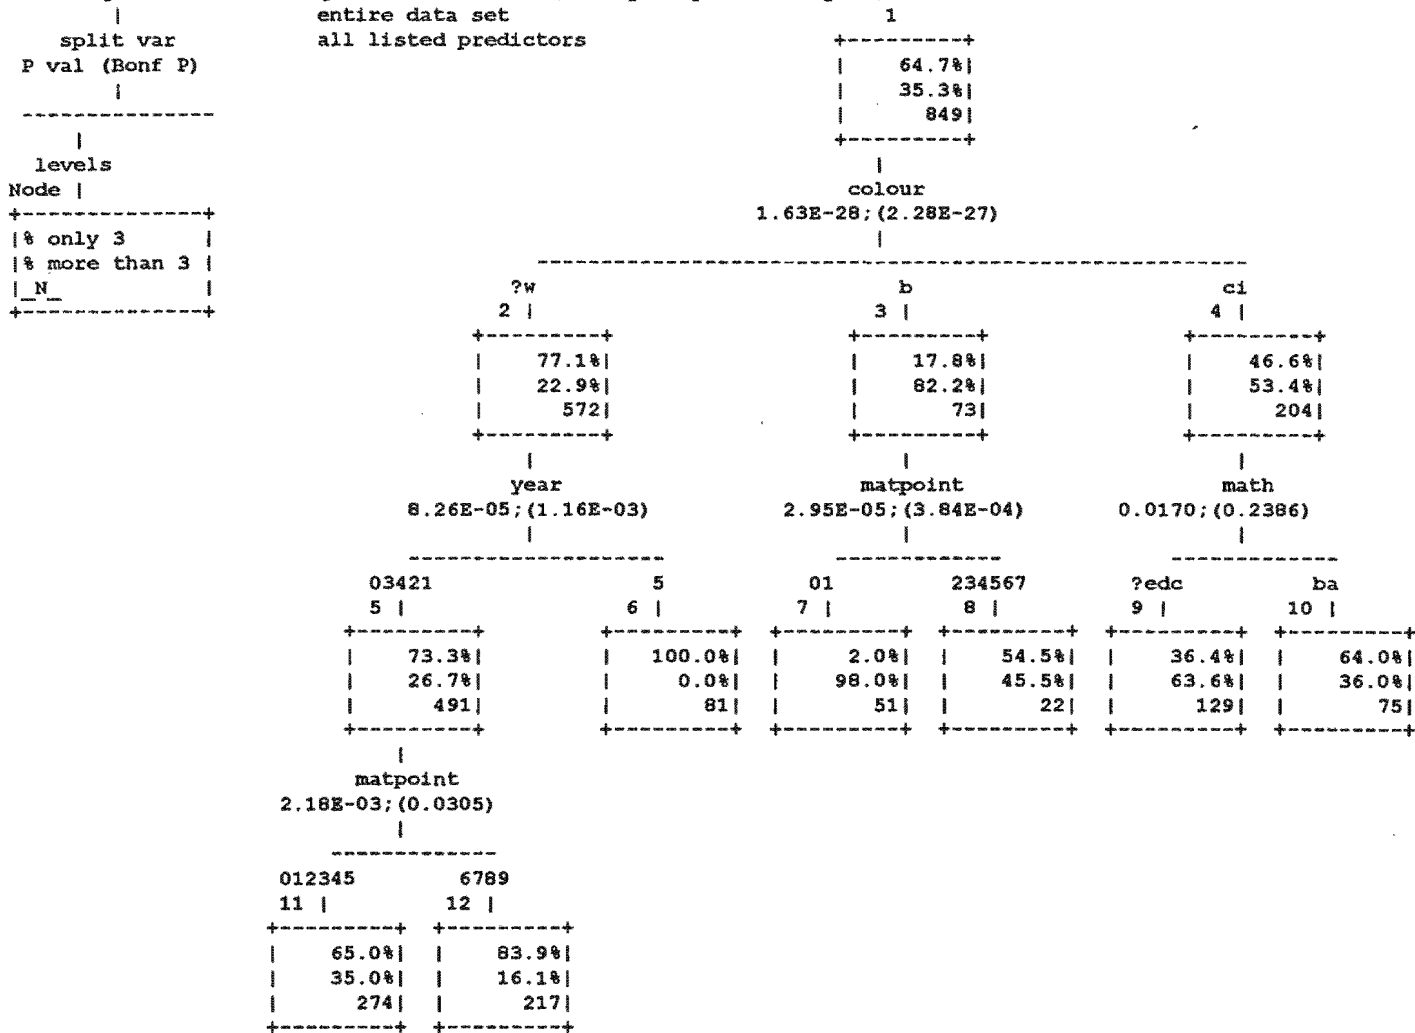 entire data set 1
split var all listed predictors
P val (Bonf P)
64.7%
35.3%
849
levels
Node
colour
1.63E-28;(2.28E-27)
% only 3
% more than 3
_N_
?w b ci
2 3 4
77.1% 17.8% 46.6%
22.9% 82.2% 53.4%
572 73 204
year matpoint math
8.26E-05;(1.16E-03) 2.95E-05;(3.84E-04) 0.0170;(0.2386)
03421 5 01 234567 ?edc ba
5 6 7 8 9 10
73.3% 100.0% 2.0% 54.5% 36.4% 64.0%
26.7% 0.0% 98.0% 45.5% 63.6% 36.0%
491 81 51 22 129 75
matpoint
2.18E-03;(0.0305)
012345 6789
11 12
65.0% 83.9%
35.0% 16.1%
274 217